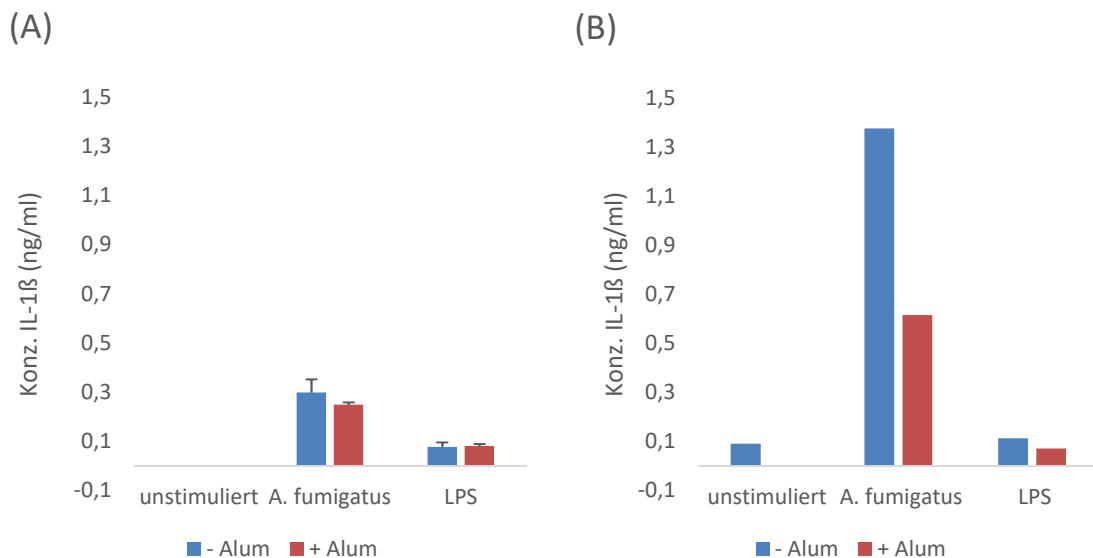 (A)
Konz. IL-1ß (ng/ml)
1,5
1,3
1,1
0,9
0,7
0,5
0,3
0,1
-0,1
unstimuliert A. fumigatus LPS
- Alum + Alum
(B)
Konz. IL-1ß (ng/ml)
1,5
1,3
1,1
0,9
0,7
0,5
0,3
0,1
-0,1
unstimuliert A. fumigatus LPS
- Alum + Alum